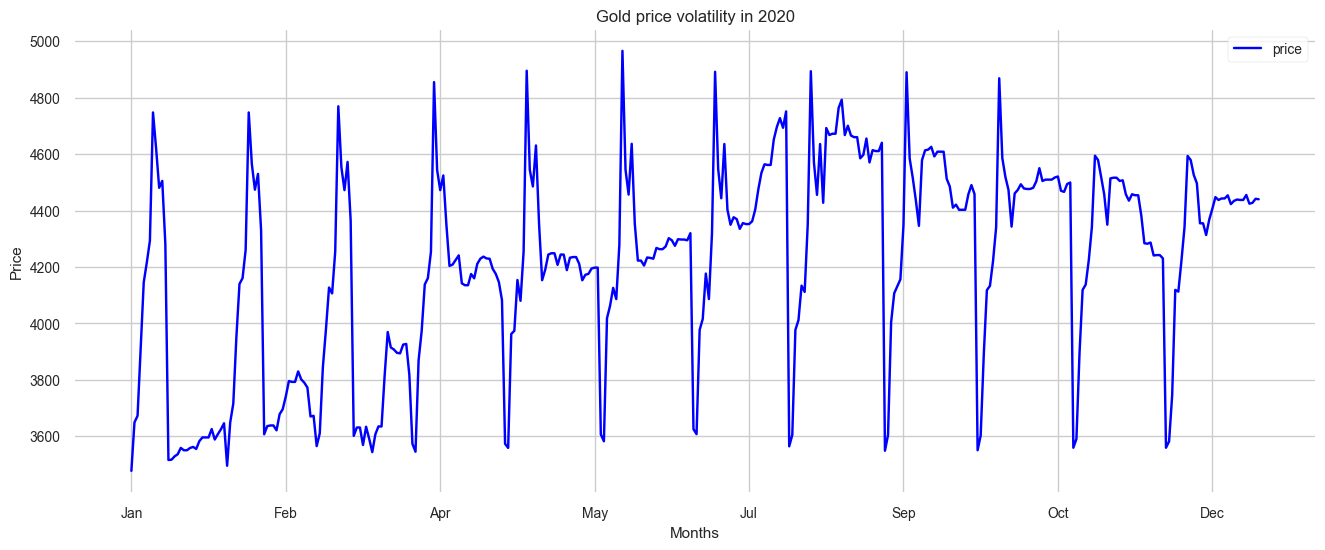 Gold price volatility in 2020
price
Price
5000
4800
4600
4400
4200
4000
3800
3600
Jan Feb Apr May Jul Sep Oct Dec
Months